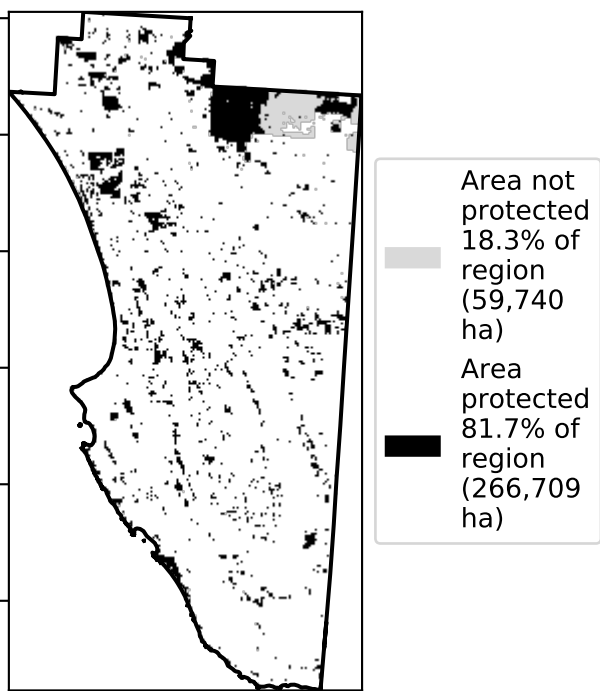 Area not
protected
18.3% of
region
(59,740
ha)
Area
protected
81.7% of
region
(266,709
ha)